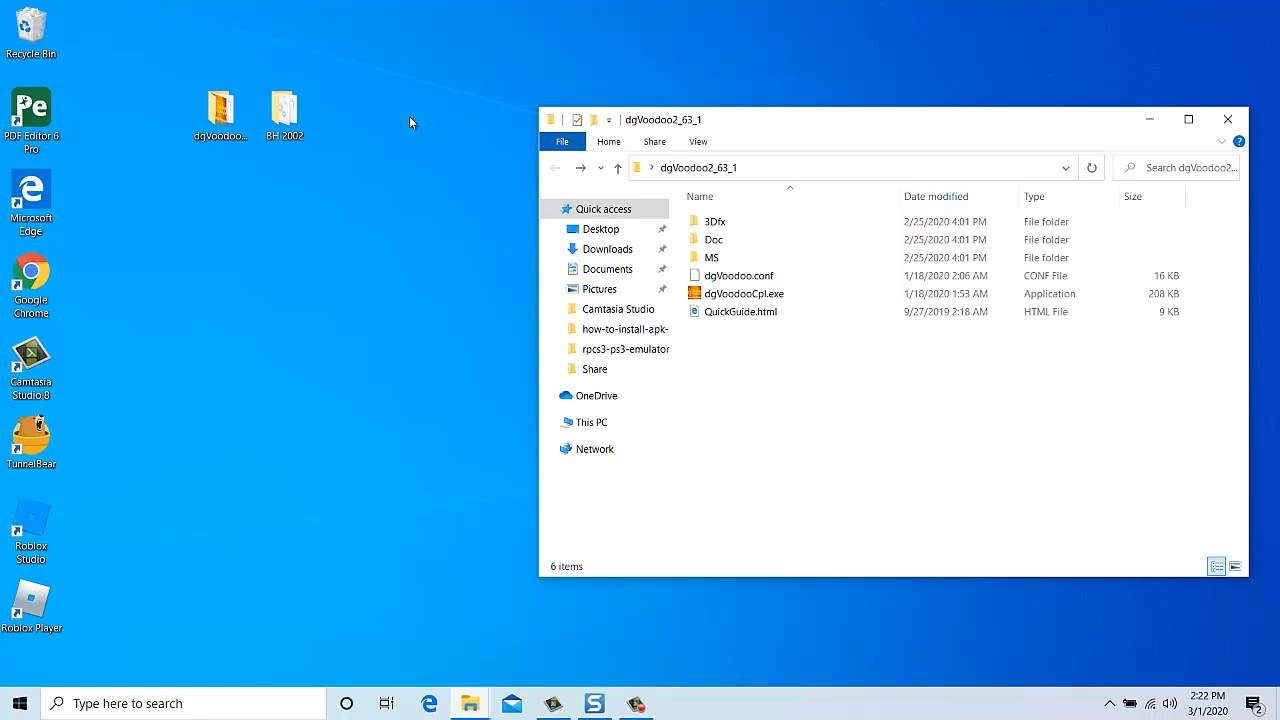 Recycle Bin
PDF Editor 6
Pro
Microsoft
Edge
Google
Chrome
Camtasia
Studio 8
TunnelBear
Roblox
Studio
Roblox Player
dgVoodoo...
BH 2002
dgVoodoo2_63_1
File
Home
Share
View
dgVoodoo2_63_1
Search dgVoodoo2...
Name
Date modified
Type
Size
Quick access
Desktop
Downloads
Documents
Pictures
Camtasia Studio
how-to-install-apk-
rpcs3-ps3-emulator
Share
OneDrive
This PC
Network
3Dfx 2/25/2020 4:01 PM File folder
Doc 2/25/2020 4:01 PM File folder
MS 2/25/2020 4:01 PM File folder
dgVoodoo.conf 1/18/2020 2:06 AM CONF File 16 KB
dgVoodooCpl.exe 1/18/2020 1:53 AM Application 208 KB
QuickGuide.html 9/27/2019 2:18 AM HTML File 9 KB
6 items
Type here to search
2:22 PM
3/1/2020
2